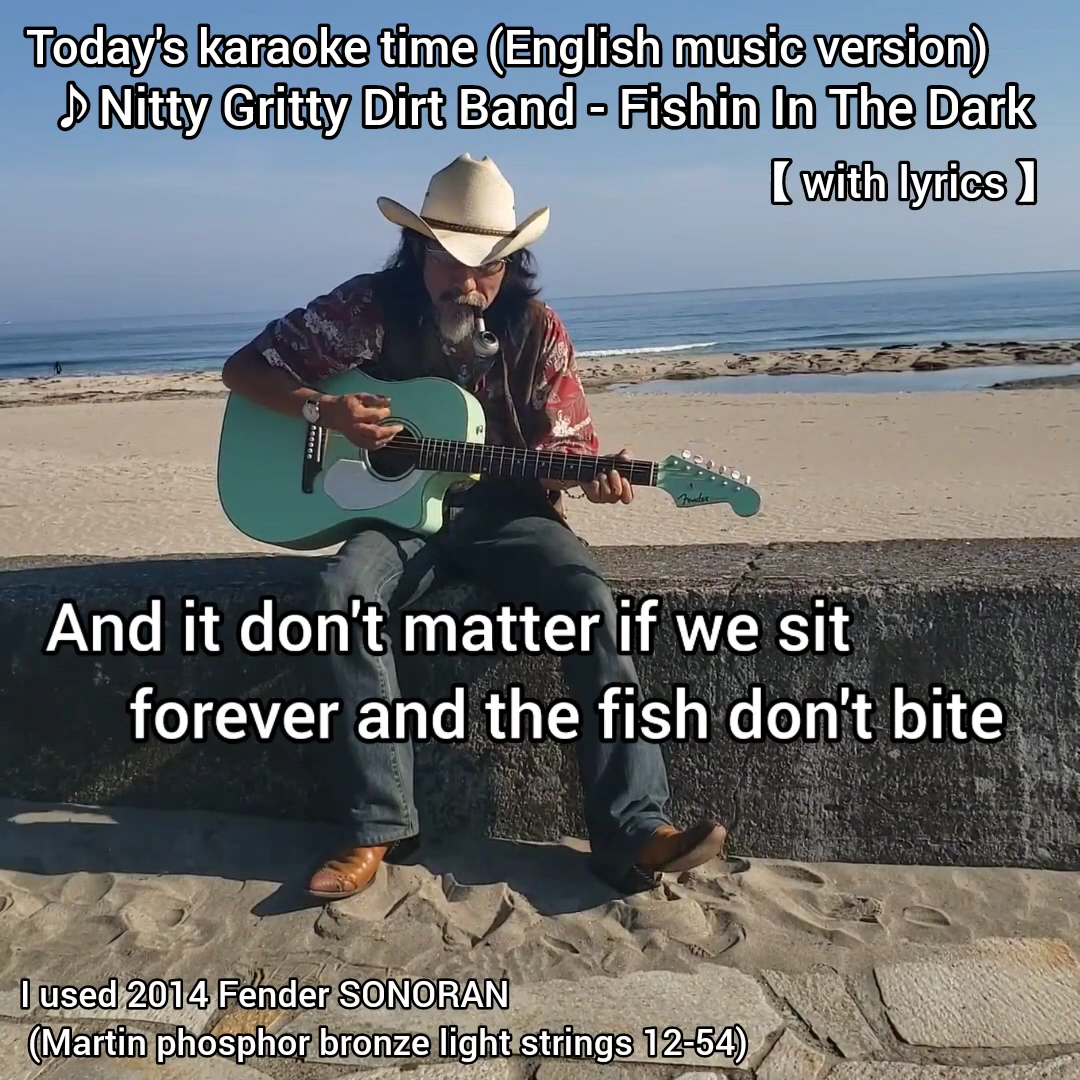 Today's karaoke time (English music version)
♪Nitty Gritty Dirt Band - Fishin In The Dark
【 with lyrics 】
Fender
And it don't matter if we sit
forever and the fish don't bite
I used 2014 Fender SONORAN
(Martin phosphor bronze light strings 12-54)